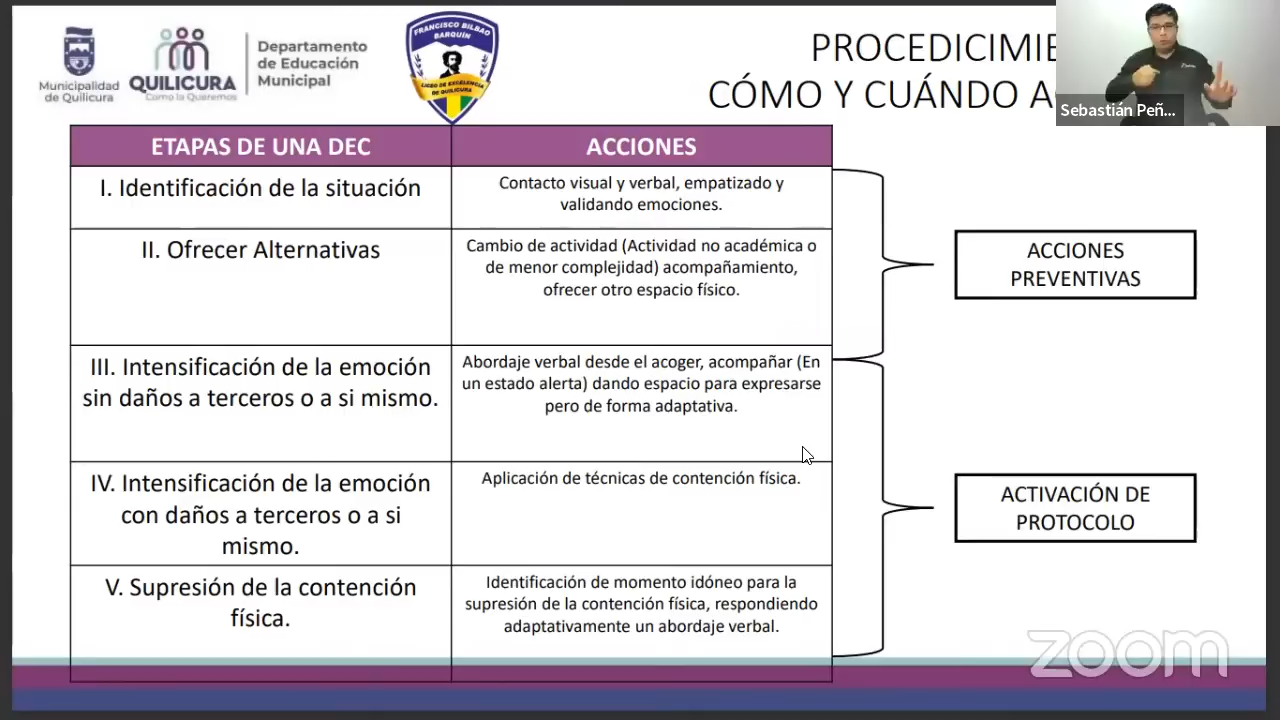 Municipalidad
de Quilicura
QUILICURA
Como la Queremos
Departamento
de Educación
Municipal
FRANCISCO BILBAO
BARQUÍN
LICEO DE EXCELENCIA
DE QUILICURA
PROCEDICIMIE
CÓMO Y CUÁNDO A
Sebastián Peñ...
ETAPAS DE UNA DEC
ACCIONES
I. Identificación de la situación
Contacto visual y verbal, empatizado y
validando emociones.
II. Ofrecer Alternativas
Cambio de actividad (Actividad no académica o
de menor complejidad) acompañamiento,
ofrecer otro espacio físico.
III. Intensificación de la emoción
sin daños a terceros o a si mismo.
Abordaje verbal desde el acoger, acompañar (En
un estado alerta) dando espacio para expresarse
pero de forma adaptativa.
IV. Intensificación de la emoción
con daños a terceros o a si
mismo.
Aplicación de técnicas de contención física.
V. Supresión de la contención
física.
Identificación de momento idóneo para la
supresión de la contención física, respondiendo
adaptativamente un abordaje verbal.
ACCIONES
PREVENTIVAS
ACTIVACIÓN DE
PROTOCOLO
zoom